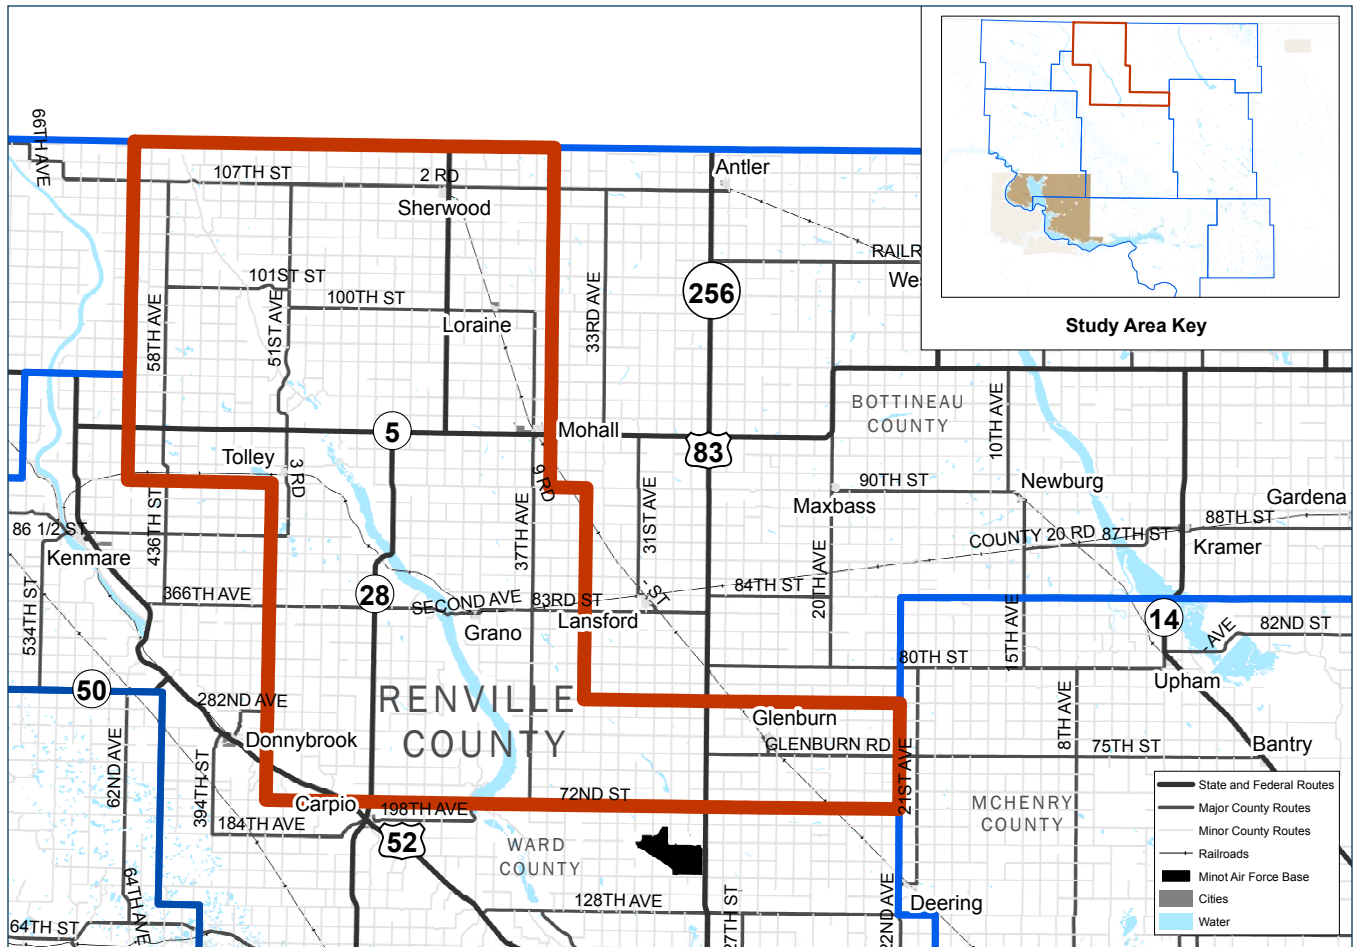 66TH AVE
107TH ST
2 RD
Sherwood
Antler
RAILR
Wes
256
101ST ST
100TH ST
Loraine
58TH AVE
51ST AVE
33RD AVE
Study Area Key
BOTTINEAU
COUNTY
10TH AVE
5
Mohall
83
Tolley
3 RD
9 RD
90TH ST
Newburg
Maxbass
Gardena
88TH ST
86 1/2 ST
Kenmare
436TH ST
37TH AVE
31ST AVE
COUNTY 20 RD
87TH ST
Kramer
366TH AVE
28
SECOND AVE
83RD ST
- ST
84TH ST
20TH AVE
Grano
Lansford
534TH ST
15TH AVE
14
- AVE
82ND ST
80TH ST
Upham
50
282ND AVE
RENVILLE
COUNTY
Glenburn
GLENBURN RD
8TH AVE
75TH ST
Bantry
Donnybrook
62ND AVE
394TH ST
21ST AVE
Carpio
198TH AVE
72ND ST
184TH AVE
52
WARD
COUNTY
MCHENRY
COUNTY
State and Federal Routes
Major County Routes
Minor County Routes
Railroads
Minot Air Force Base
Cities
Water
64TH AVE
128TH AVE
Deering
64TH ST
27TH ST
22ND AVE